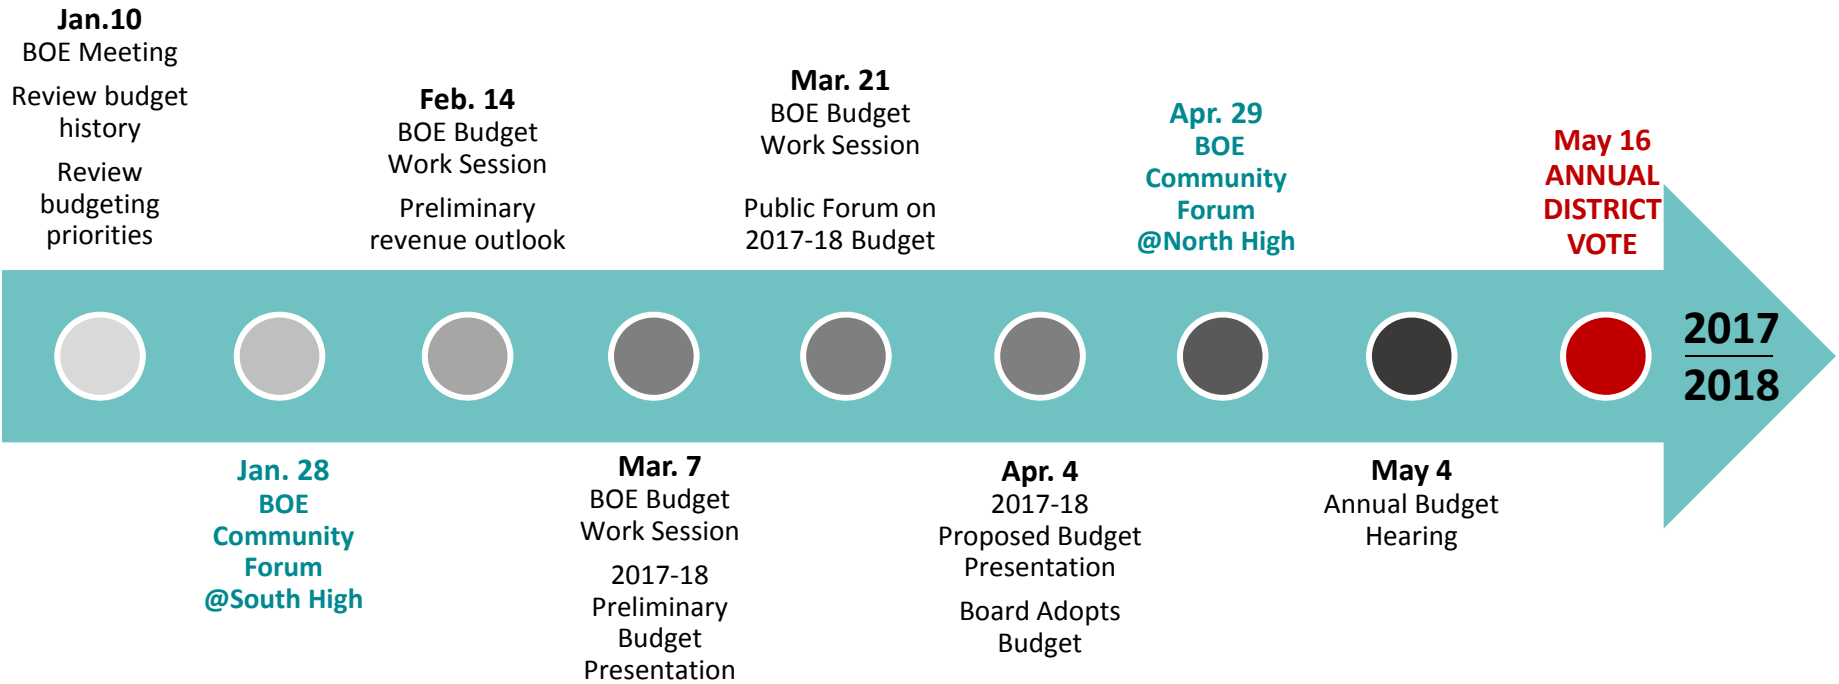 Jan.10
BOE Meeting
Review budget
history
Review
budgeting
priorities
Jan. 28
BOE
Community
Forum
@South High
Feb. 14
BOE Budget
Work Session
Preliminary
revenue outlook
Mar. 7
BOE Budget
Work Session
2017-18
Preliminary
Budget
Presentation
Mar. 21
BOE Budget
Work Session
Public Forum on
2017-18 Budget
Apr. 4
2017-18
Proposed Budget
Presentation
Board Adopts
Budget
Apr. 29
BOE
Community
Forum
@North High
May 4
Annual Budget
Hearing
May 16
ANNUAL
DISTRICT
VOTE
2017
2018